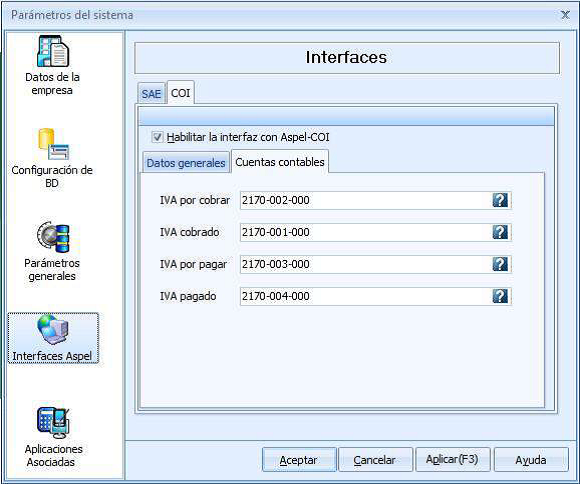 Parámetros del sistema
Datos de la
empresa
Configuración de
BD
Parámetros
generales
Interfaces Aspel
Aplicaciones
Asociadas
Interfaces
SAE COI
Habilitar la interfaz con Aspel-COI
Datos generales Cuentas contables
IVA por cobrar 2170-002-000 ?
IVA cobrado 2170-001-000 ?
IVA por pagar 2170-003-000 ?
IVA pagado 2170-004-000 ?
Aceptar Cancelar Aplicar(F3) Ayuda